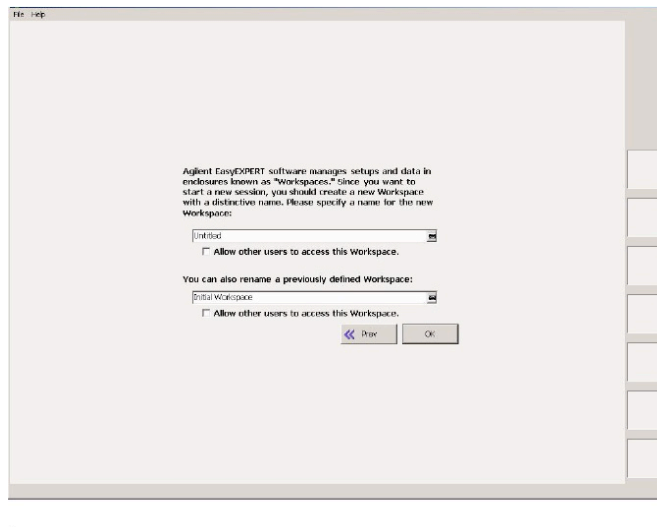 File Help
Agilent EasyEXPERT software manages setups and data in
enclosures known as "Workspaces." Since you want to
start a new session, you should create a new Workspace
with a distinctive name. Please specify a name for the new
Workspace:
Untitled
Allow other users to access this Workspace.
You can also rename a previously defined Workspace:
Initial Workspace
Allow other users to access this Workspace.
Prev OK